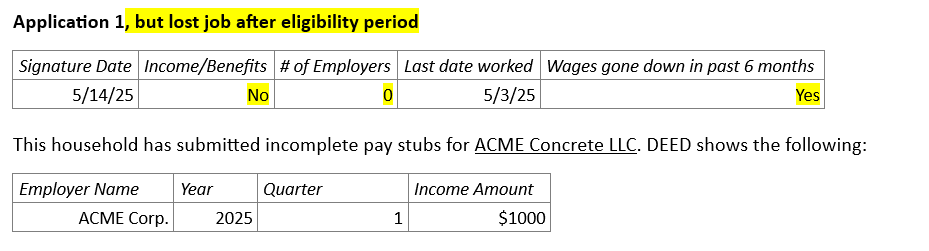 Application 1, but lost job after eligibility period
Signature Date Income/Benefits # of Employers Last date worked Wages gone down in past 6 months
5/14/25 No 0 5/3/25 Yes
This household has submitted incomplete pay stubs for ACME Concrete LLC. DEED shows the following:
Employer Name Year Quarter Income Amount
ACME Corp. 2025 1 $1000